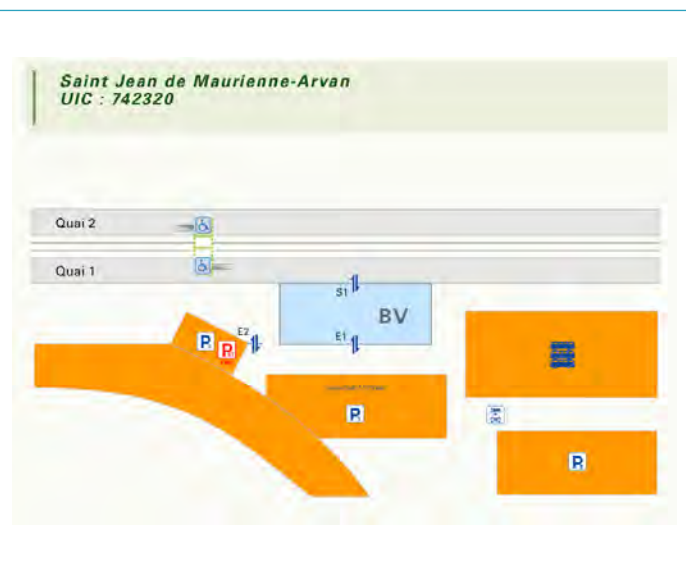 Saint Jean de Maurienne-Arvan
UIC : 742320
Quai 2
Quai 1
S1
BV
E2
E1
P
P
P
P